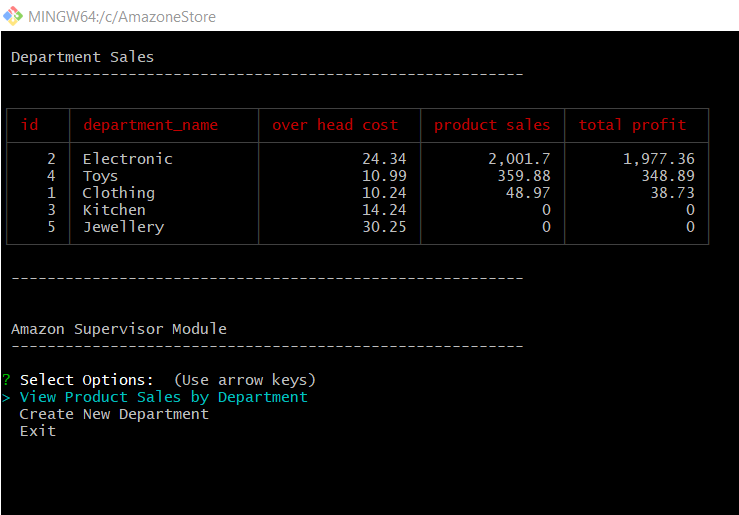 MINGW64:/c/AmazoneStore
Department Sales
---------------------------------------------------------
id department_name over head cost product sales total profit
2 Electronic 24.34 2,001.7 1,977.36
4 Toys 10.99 359.88 348.89
1 Clothing 10.24 48.97 38.73
3 Kitchen 14.24 0 0
5 Jewellery 30.25 0 0
---------------------------------------------------------
Amazon Supervisor Module
---------------------------------------------------------
? Select Options: (Use arrow keys)
> View Product Sales by Department
Create New Department
Exit